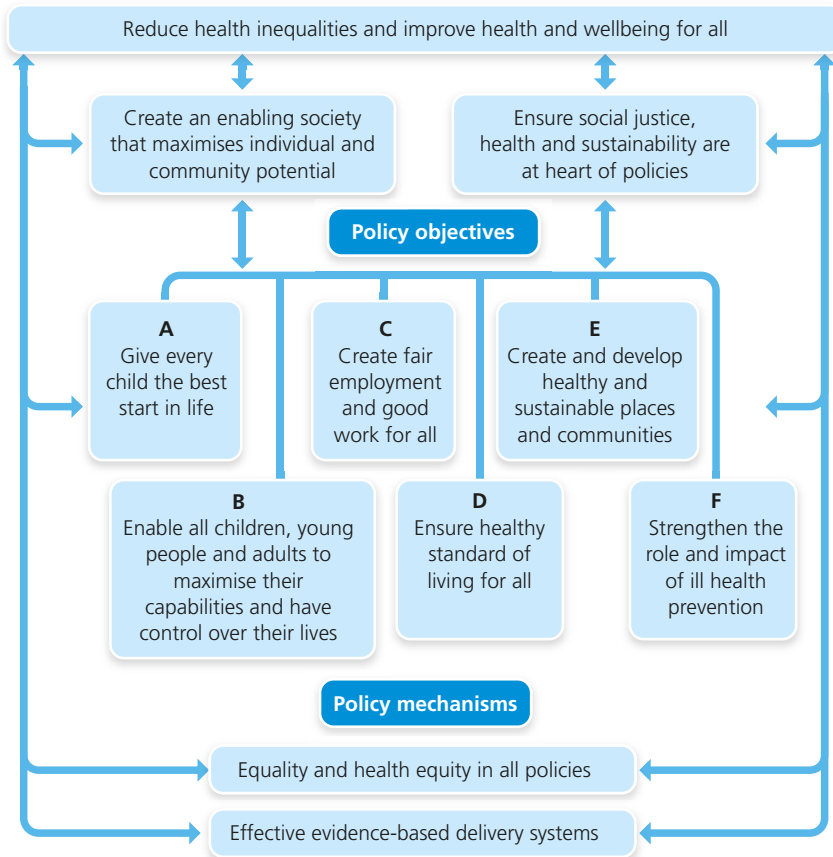 Reduce health inequalities and improve health and wellbeing for all
Create an enabling society
that maximises individual and
community potential
Ensure social justice,
health and sustainability are
at heart of policies
Policy objectives
A
Give every
child the best
start in life
C
Create fair
employment
and good
work for all
E
Create and develop
healthy and
sustainable places
and communities
B
Enable all children, young
people and adults to
maximise their
capabilities and have
control over their lives
D
Ensure healthy
standard of
living for all
F
Strengthen the
role and impact
of ill health
prevention
Policy mechanisms
Equality and health equity in all policies
Effective evidence-based delivery systems